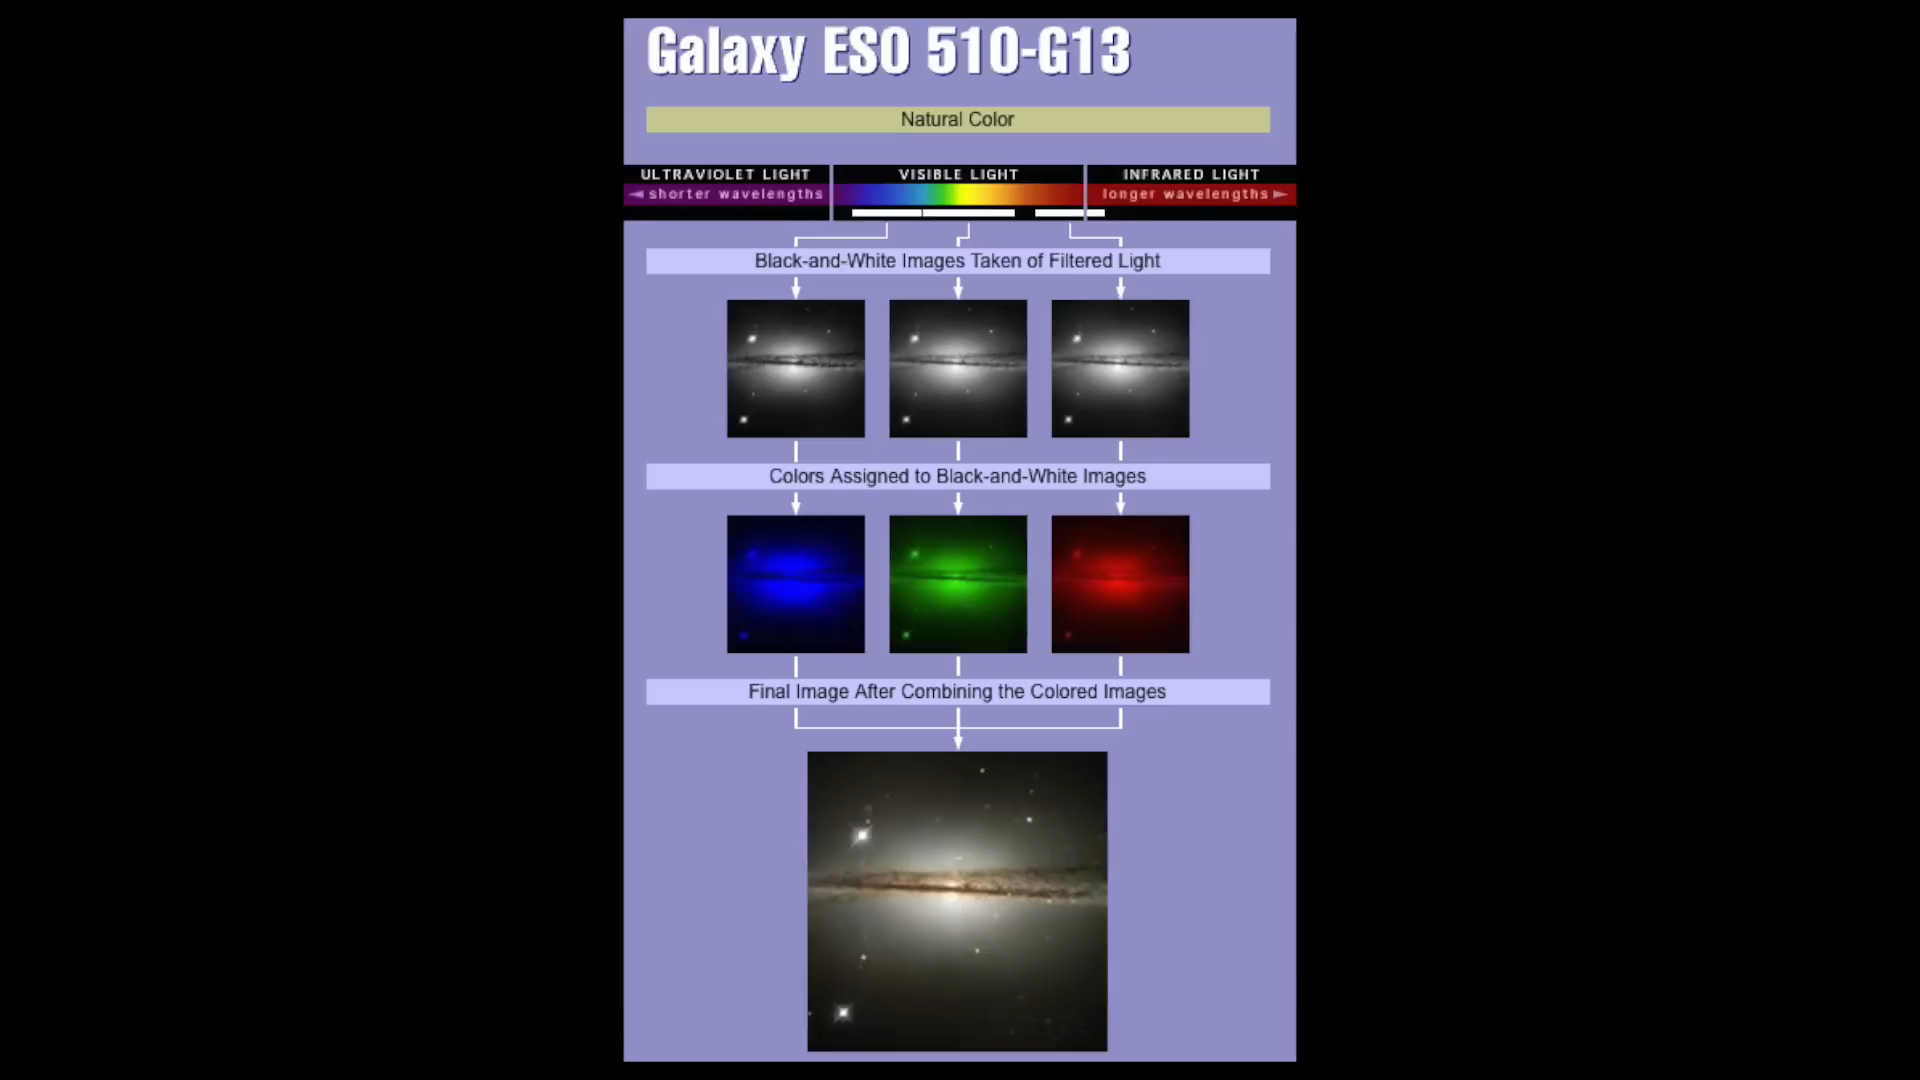 Galaxy ESO 510-G13
Natural Color
ULTRAVIOLET LIGHT
VISIBLE LIGHT
INFRARED LIGHT
shorter wavelengths
longer wavelengths
Black-and-White Images Taken of Filtered Light
Colors Assigned to Black-and-White Images
Final Image After Combining the Colored Images